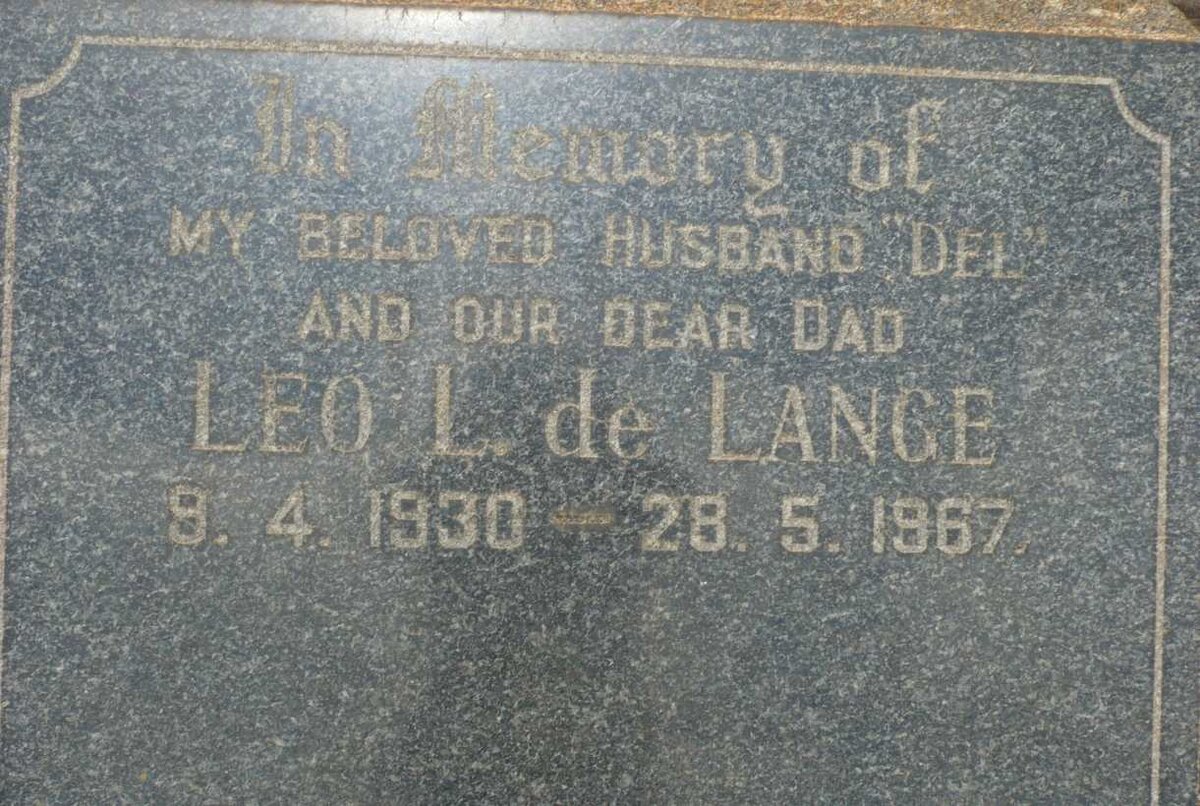 In Memory of
MY BELOVED HUSBAND "DEL"
AND OUR DEAR DAD
LEO L. de LANGE
9. 4. 1930 — 28. 5. 1967.